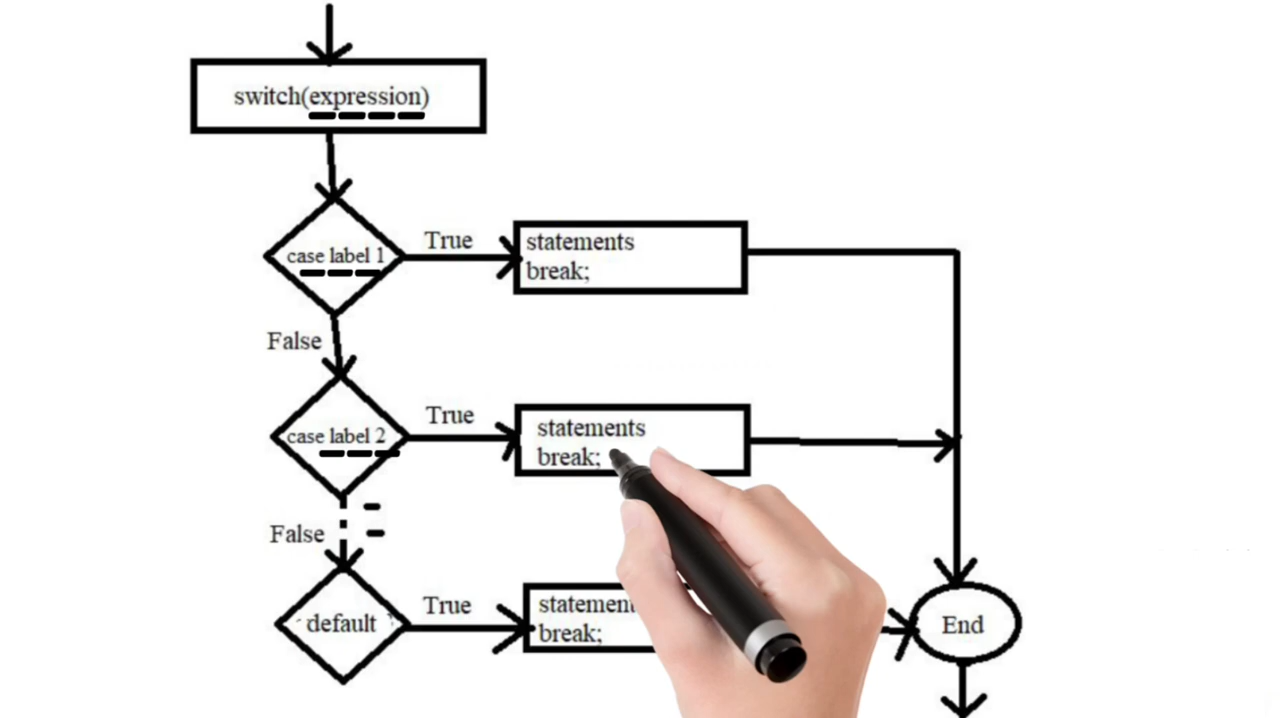 switch(expression)
case label 1
True
statements
break;
False
case label 2
True
statements
break;
False
default
True
break;
End